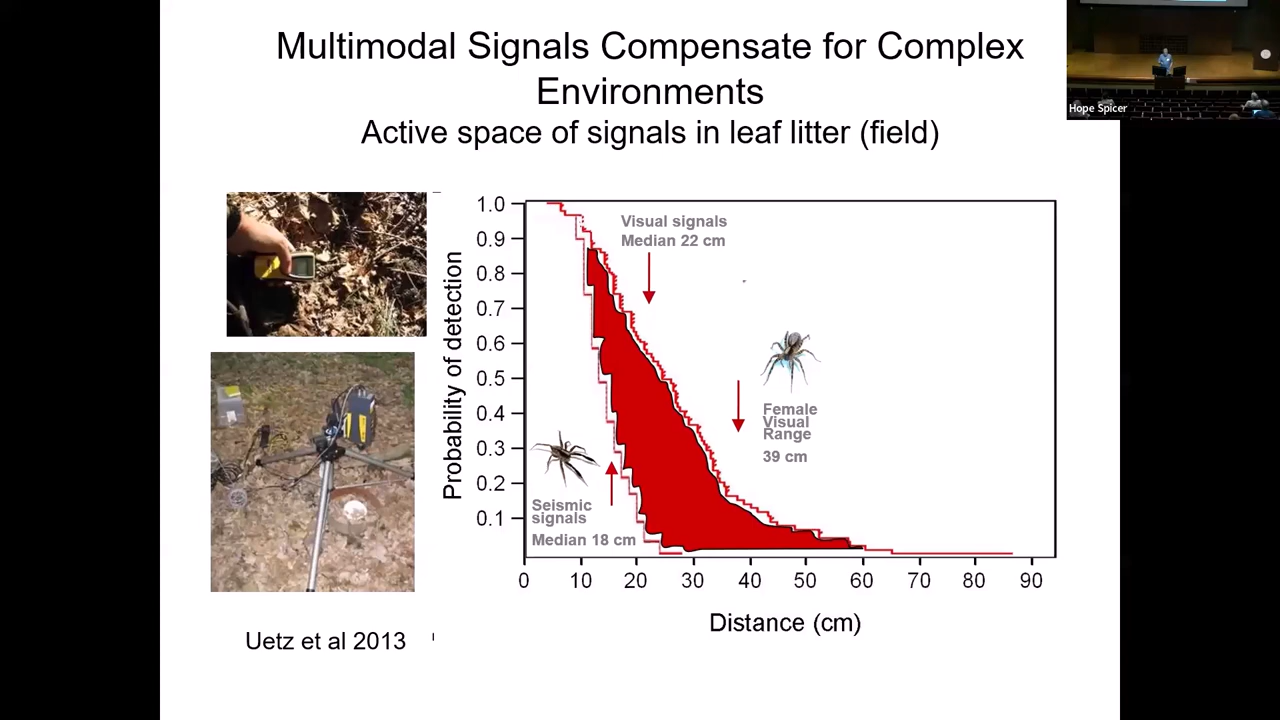 Multimodal Signals Compensate for Complex
Environments
Active space of signals in leaf litter (field)
Hope Spicer
Probability of detection
1.0
0.9
0.8
0.7
0.6
0.5
0.4
0.3
0.2
0.1
Visual signals
Median 22 cm
Female
Visual
Range
39 cm
Seismic
signals
Median 18 cm
0 10 20 30 40 50 60 70 80 90
Distance (cm)
Uetz et al 2013